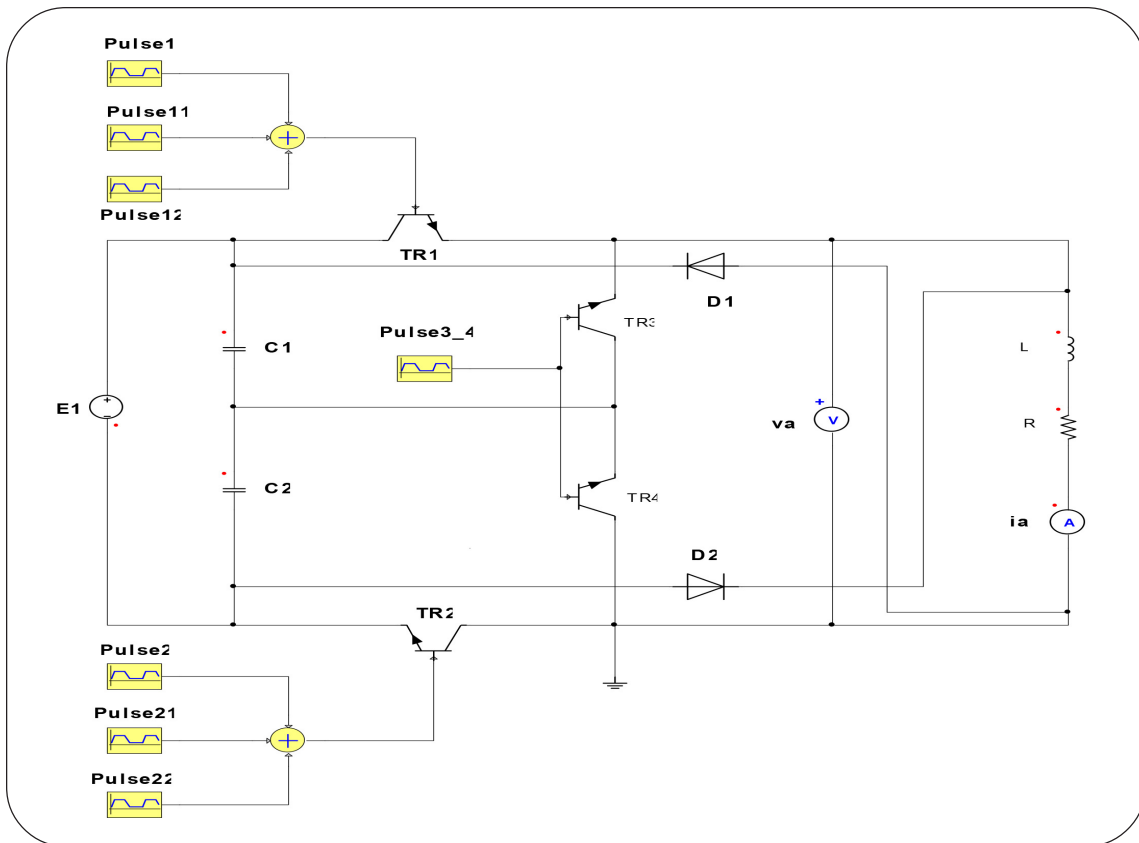 Pulse1
Pulse11
Pulse12
TR1
D1
TR3
Pulse3_4
C1
L
E1
+
va
V
R
C2
TR4
ia
A
D2
TR2
Pulse2
Pulse21
Pulse22